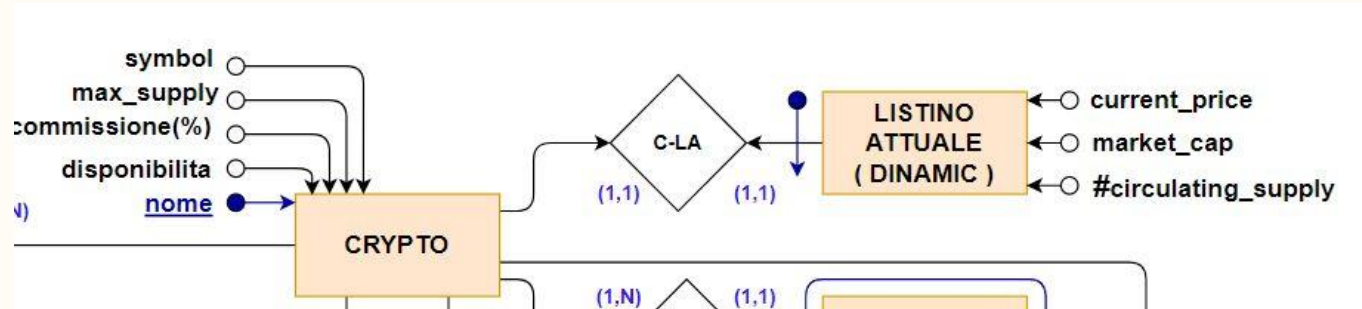 symbol
max_supply
commissione(%)
disponibilita
nome
N)
CRYPTO
C-LA
(1,1)
(1,1)
LISTINO
ATTUALE
( DINAMIC )
current_price
market_cap
#circulating_supply
(1,N)
(1,1)